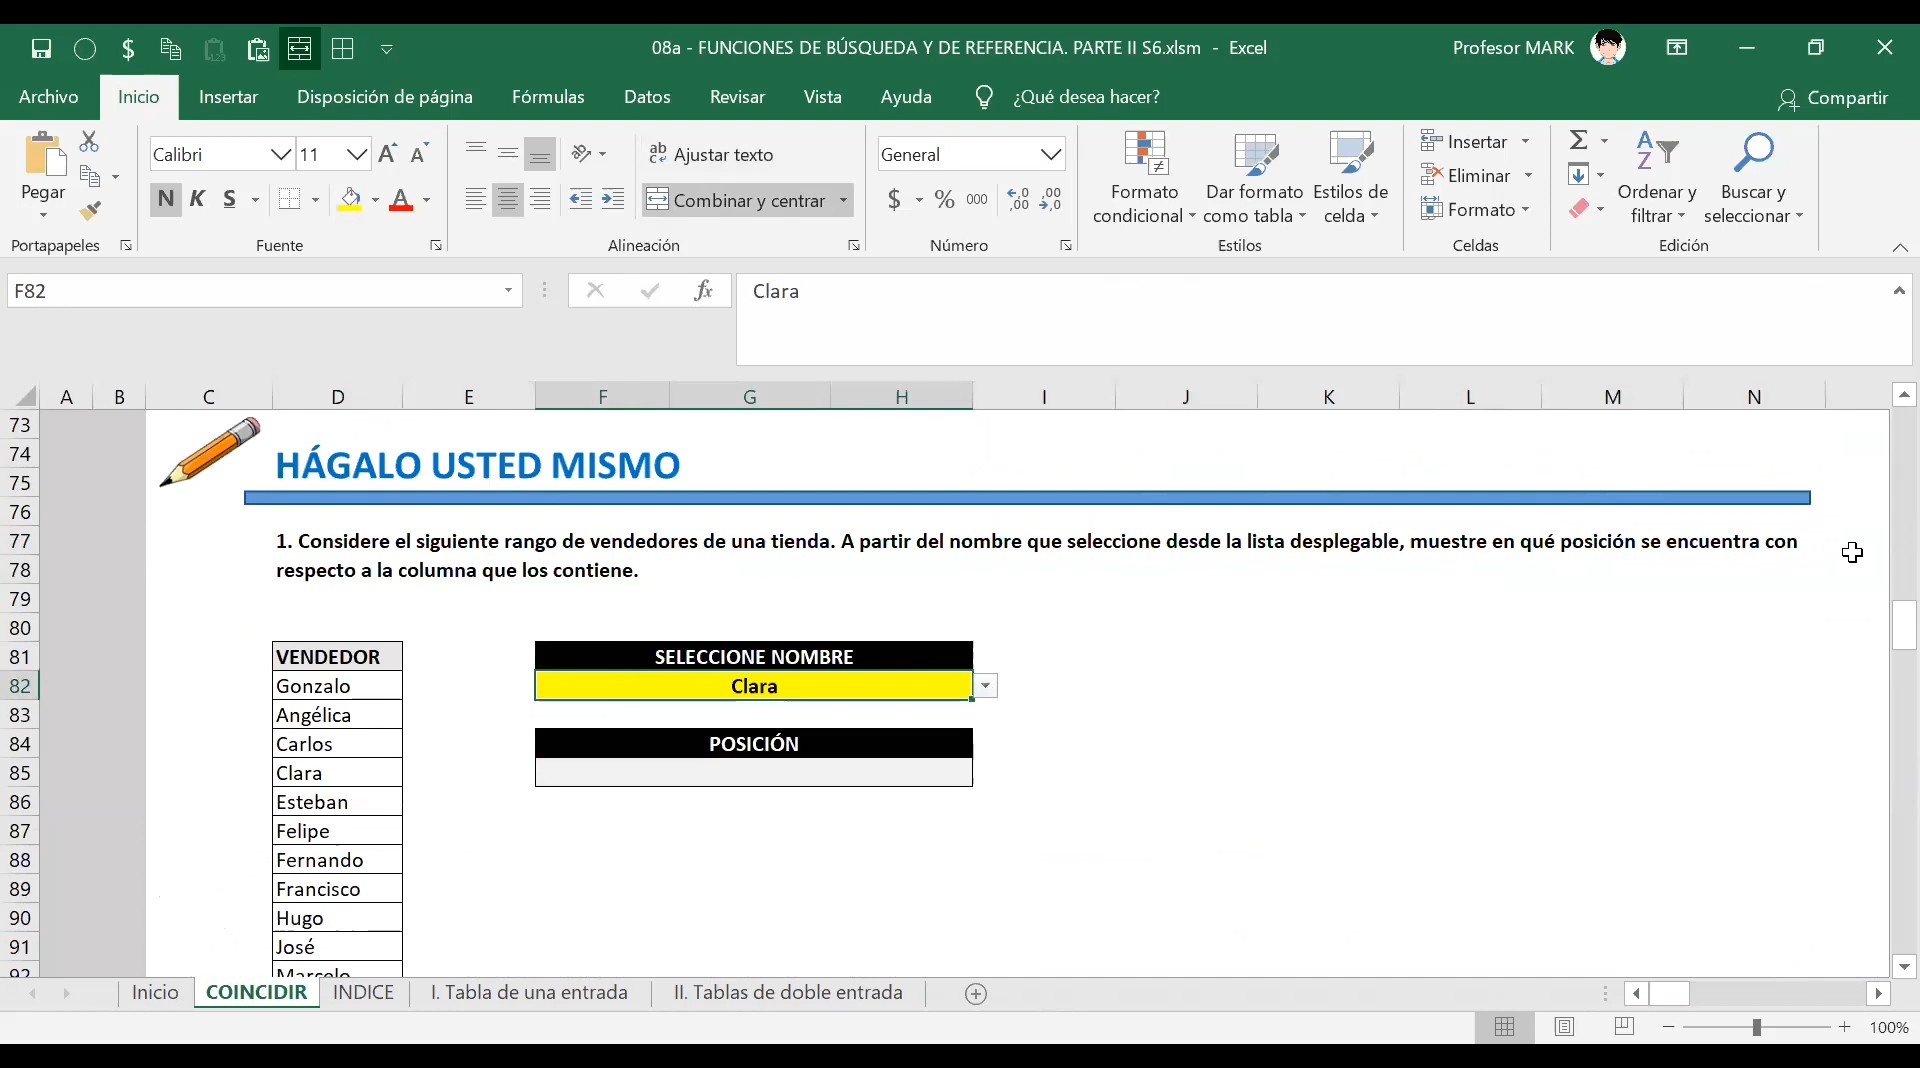 08a - FUNCIONES DE BÚSQUEDA Y DE REFERENCIA. PARTE II S6.xlsm - Excel
Profesor MARK
Archivo Inicio Insertar Disposición de página Fórmulas Datos Revisar Vista Ayuda ¿Qué desea hacer? Compartir
Pegar
Calibri 11
N K S
Ajustar texto
Combinar y centrar
General
$ % 000
Formato condicional
Dar formato como tabla
Estilos de celda
Insertar
Eliminar
Formato
Ordenar y filtrar
Buscar y seleccionar
Portapapeles Fuente Alineación Número Estilos Celdas Edición
F82 fx Clara
A B C D E F G H I J K L M N
73
74 HÁGALO USTED MISMO
75
76
77 1. Considere el siguiente rango de vendedores de una tienda. A partir del nombre que seleccione desde la lista desplegable, muestre en qué posición se encuentra con
78 respecto a la columna que los contiene.
79
80
81 VENDEDOR SELECCIONE NOMBRE
82 Gonzalo Clara
83 Angélica
84 Carlos POSICIÓN
85 Clara
86 Esteban
87 Felipe
88 Fernando
89 Francisco
90 Hugo
91 José
92 Marcelo
Inicio COINCIDIR INDICE I. Tabla de una entrada II. Tablas de doble entrada
100%